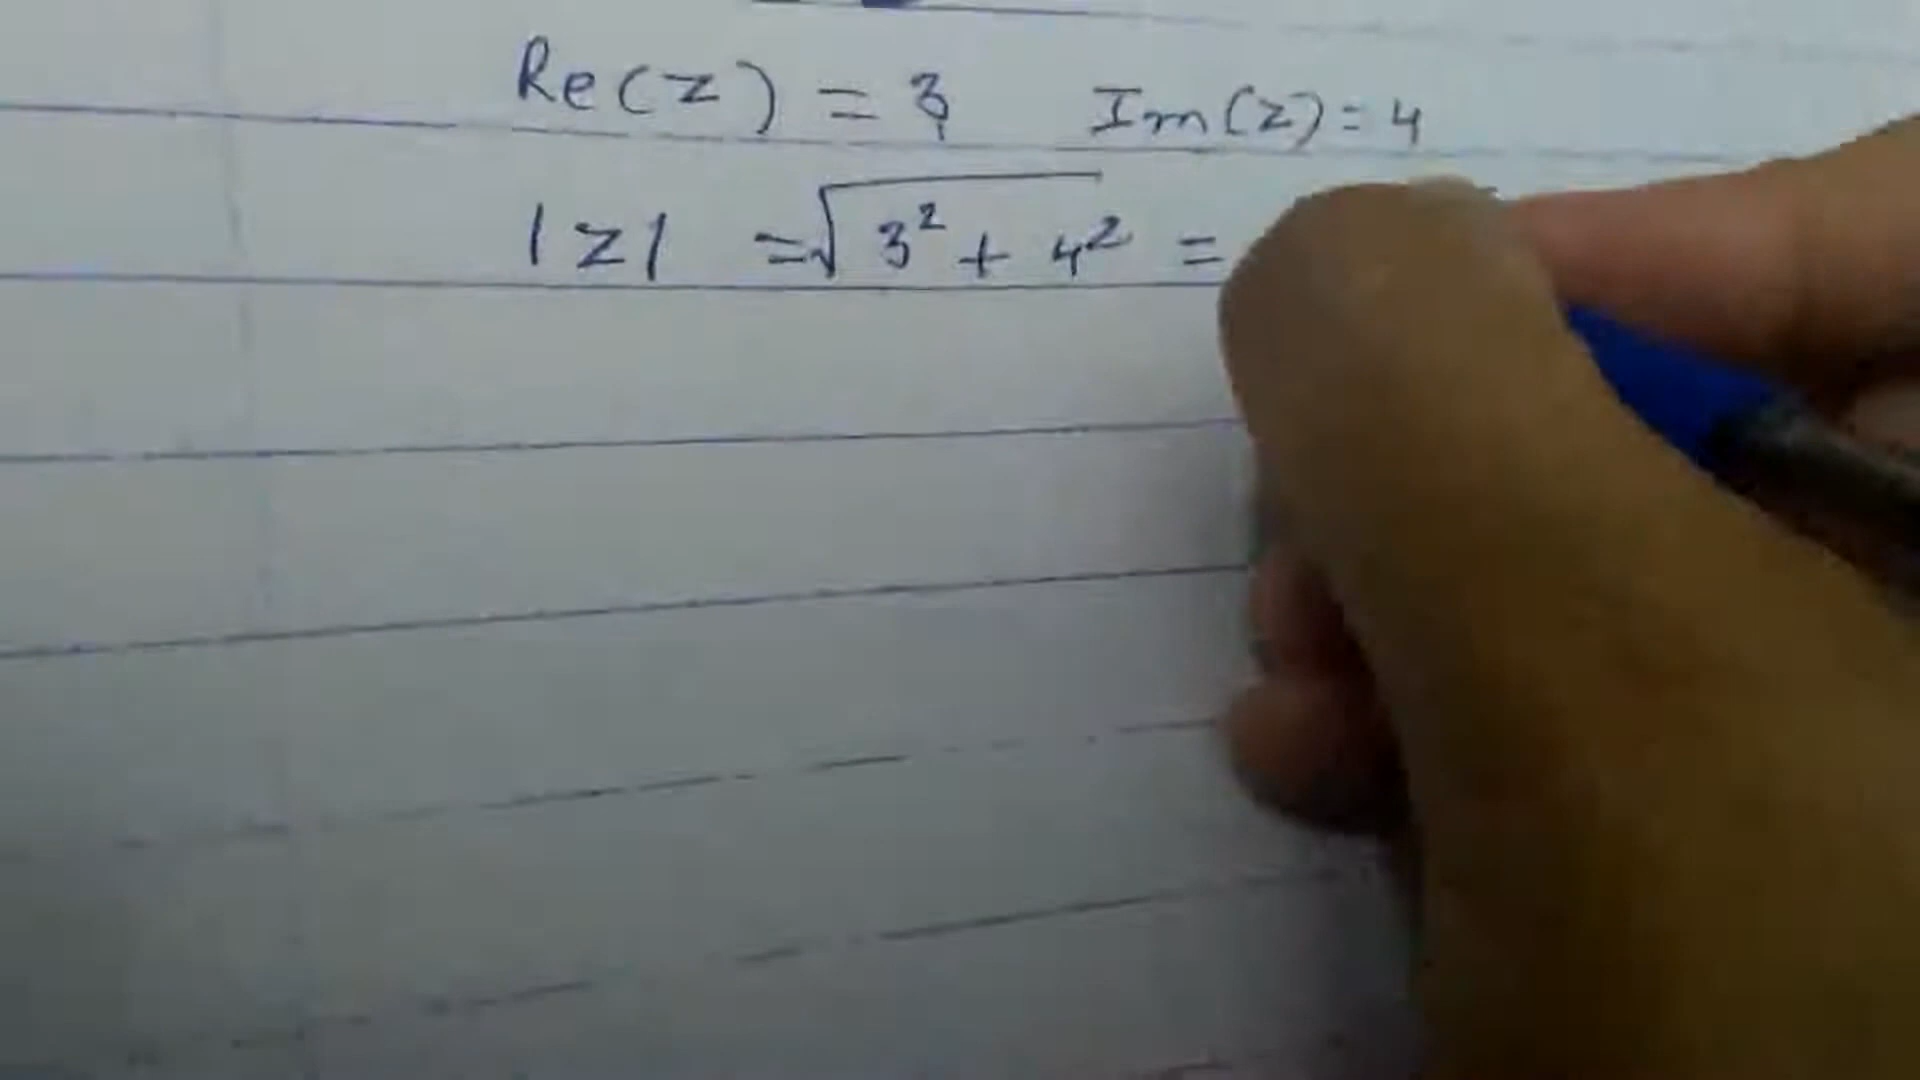 Re(z) = 3 Im(z) = 4
|z| = √3² + 4² =